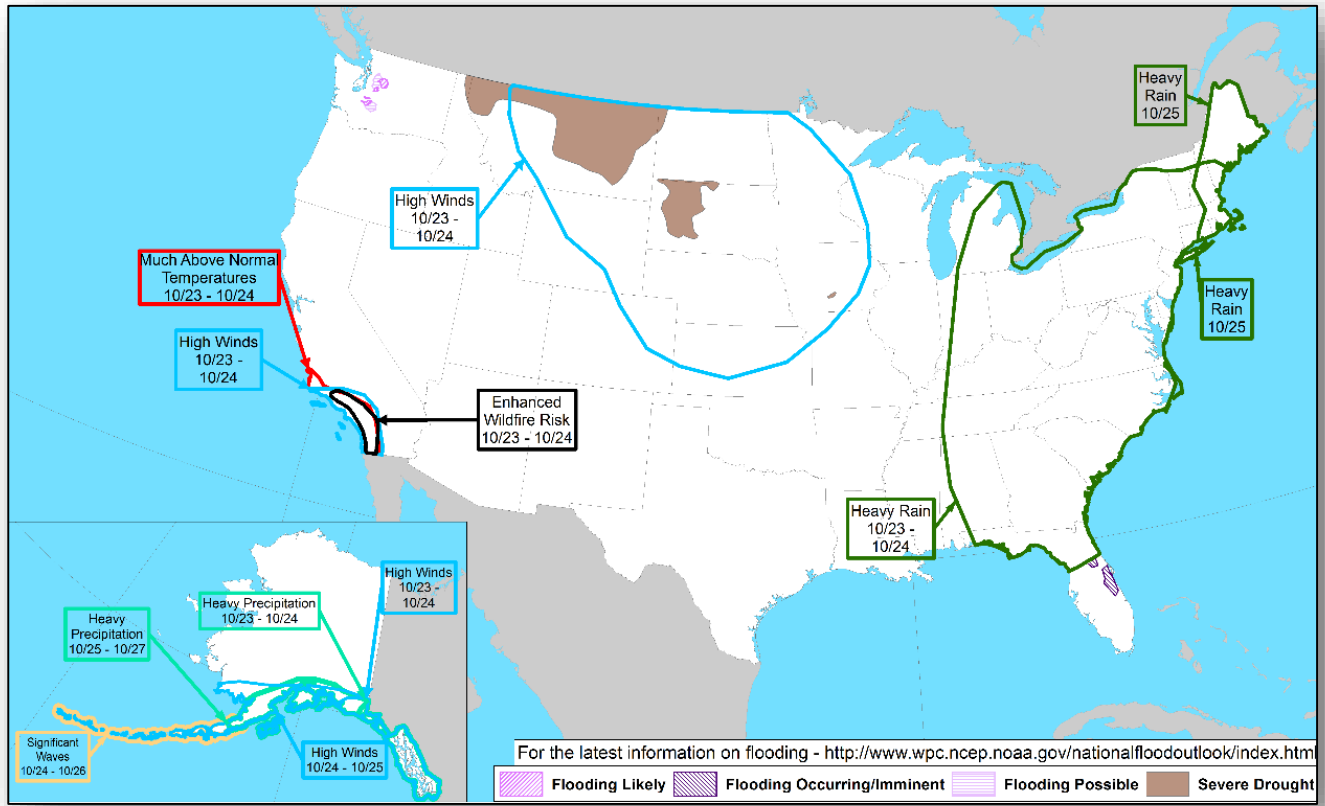 Heavy
Rain
10/25
High Winds
10/23 -
10/24
Much Above Normal
Temperatures
10/23 - 10/24
Heavy
Rain
10/25
High Winds
10/23 -
10/24
Enhanced
Wildfire Risk
10/23 - 10/24
Heavy Rain
10/23 -
10/24
High Winds
10/23 -
10/24
Heavy Precipitation
10/23 - 10/24
Heavy
Precipitation
10/25 - 10/27
Significant
Waves
10/24 - 10/26
High Winds
10/24 - 10/25
For the latest information on flooding - http://www.wpc.ncep.noaa.gov/nationalfloodoutlook/index.html
Flooding Likely
Flooding Occurring/Imminent
Flooding Possible
Severe Drought